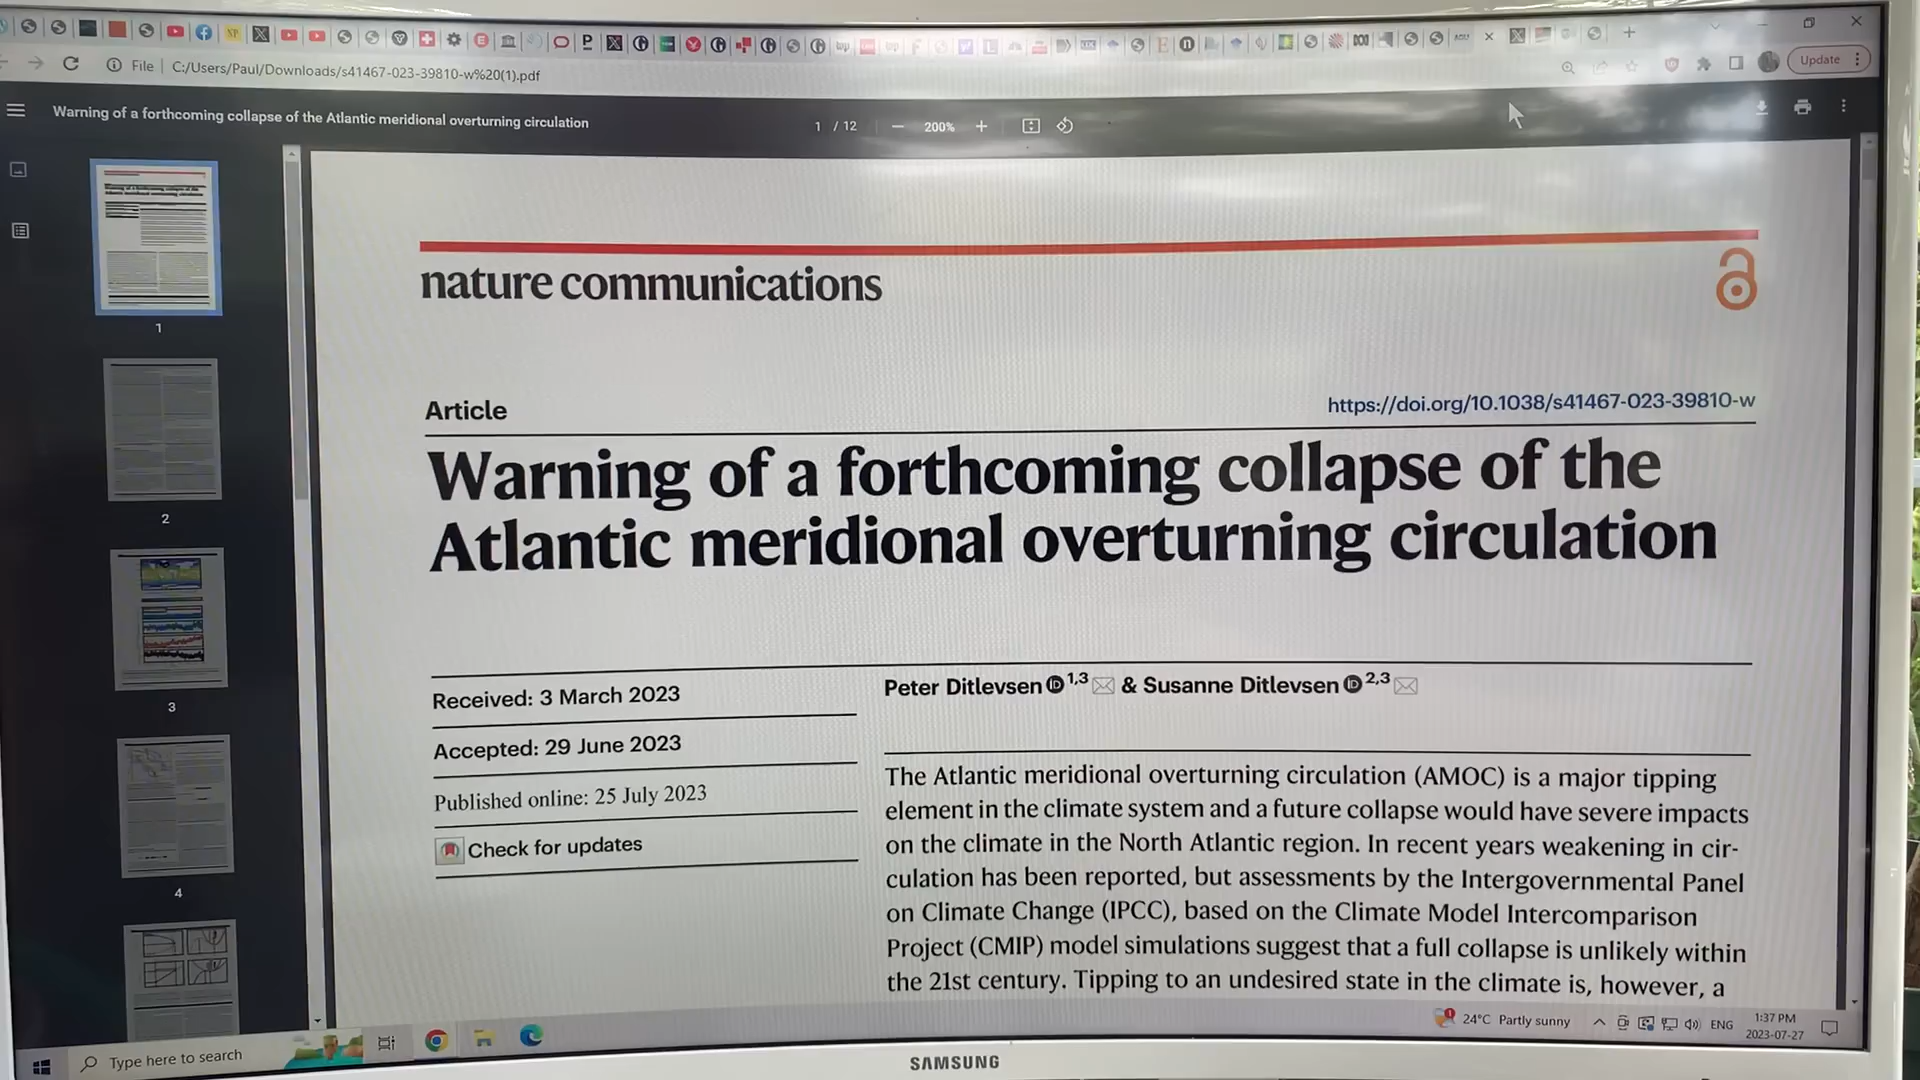 File
C:/Users/Paul/Downloads/s41467-023-39810-w%20(1).pdf
Update
Warning of a forthcoming collapse of the Atlantic meridional overturning circulation
1 / 12
200%
1
2
3
4
nature communications
Article
https://doi.org/10.1038/s41467-023-39810-w
Warning of a forthcoming collapse of the
Atlantic meridional overturning circulation
Received: 3 March 2023
Accepted: 29 June 2023
Published online: 25 July 2023
Check for updates
Peter Ditlevsen iD 1,3 & Susanne Ditlevsen iD 2,3
The Atlantic meridional overturning circulation (AMOC) is a major tipping
element in the climate system and a future collapse would have severe impacts
on the climate in the North Atlantic region. In recent years weakening in cir-
culation has been reported, but assessments by the Intergovernmental Panel
on Climate Change (IPCC), based on the Climate Model Intercomparison
Project (CMIP) model simulations suggest that a full collapse is unlikely within
the 21st century. Tipping to an undesired state in the climate is, however, a
Type here to search
24°C Partly sunny
ENG
1:37 PM
2023-07-27
SAMSUNG